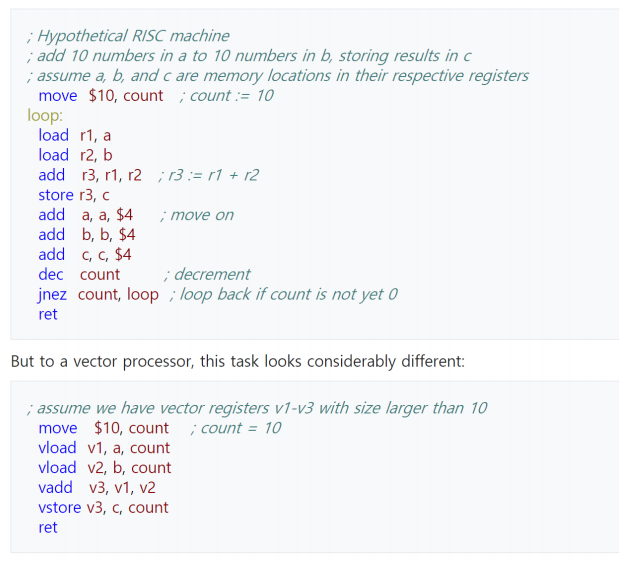 ; Hypothetical RISC machine
; add 10 numbers in a to 10 numbers in b, storing results in c
; assume a, b, and c are memory locations in their respective registers
move $10, count ; count := 10
loop:
load r1, a
load r2, b
add r3, r1, r2 ; r3 := r1 + r2
store r3, c
add a, a, $4 ; move on
add b, b, $4
add c, c, $4
dec count ; decrement
jnez count, loop ; loop back if count is not yet 0
ret
But to a vector processor, this task looks considerably different:
; assume we have vector registers v1-v3 with size larger than 10
move $10, count ; count = 10
vload v1, a, count
vload v2, b, count
vadd v3, v1, v2
vstore v3, c, count
ret